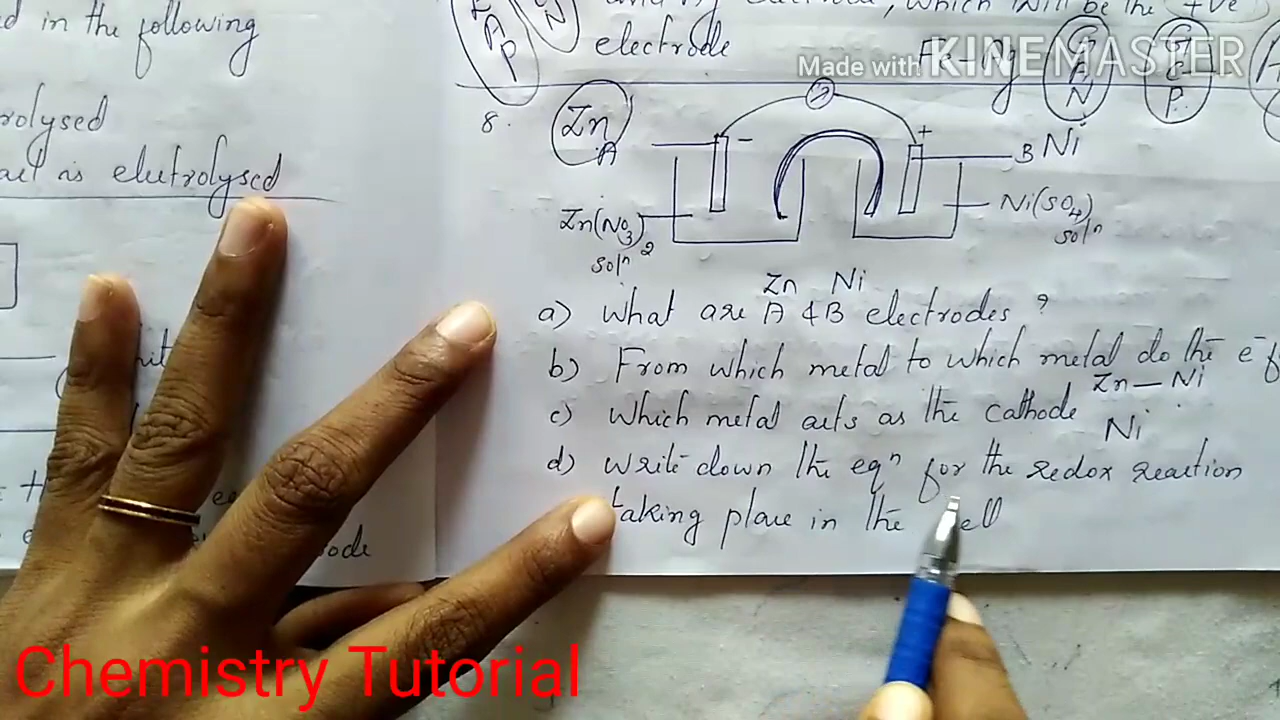 d in the following
rolysed
is electrolysed
electrode
Made with KINEMASTER
8.
Zn
A
-
+
B Ni
Zn(NO3)2
soln
Ni(SO4)
soln
Zn Ni
a) What are A & B electrodes ?
b) From which metal to which metal do the e-
Zn — Ni
c) Which metal acts as the cathode
Ni
d) Write down the eqn for the redox reaction
taking place in the ell
Chemistry Tutorial